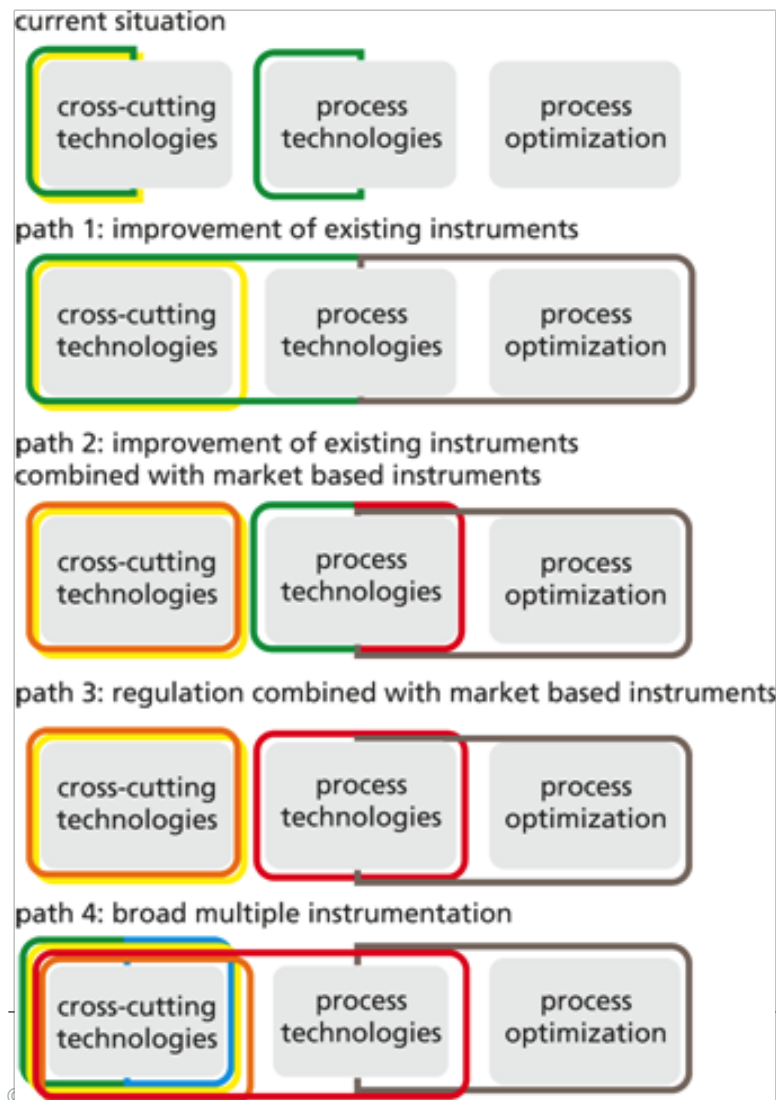 current situation
cross-cutting
technologies
process
technologies
process
optimization
path 1: improvement of existing instruments
cross-cutting
technologies
process
technologies
process
optimization
path 2: improvement of existing instruments
combined with market based instruments
cross-cutting
technologies
process
technologies
process
optimization
path 3: regulation combined with market based instruments
cross-cutting
technologies
process
technologies
process
optimization
path 4: broad multiple instrumentation
cross-cutting
technologies
process
technologies
process
optimization
©